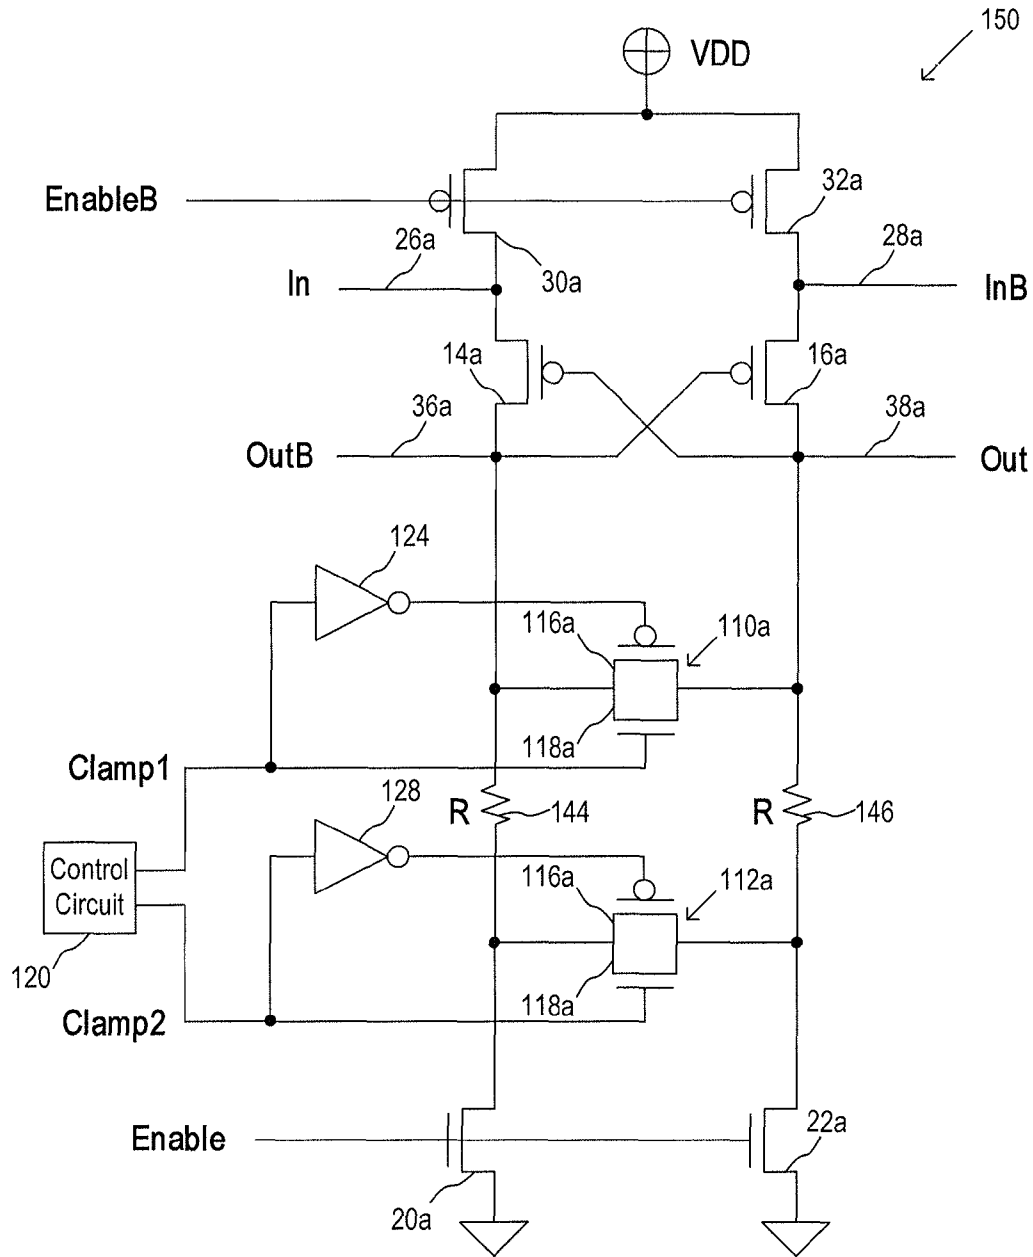 150
VDD
EnableB
32a
26a
30a
28a
In
InB
14a
16a
36a
38a
OutB
Out
124
116a
110a
118a
Clamp1
128
R
144
R
146
Control
Circuit
116a
112a
120
118a
Clamp2
Enable
22a
20a